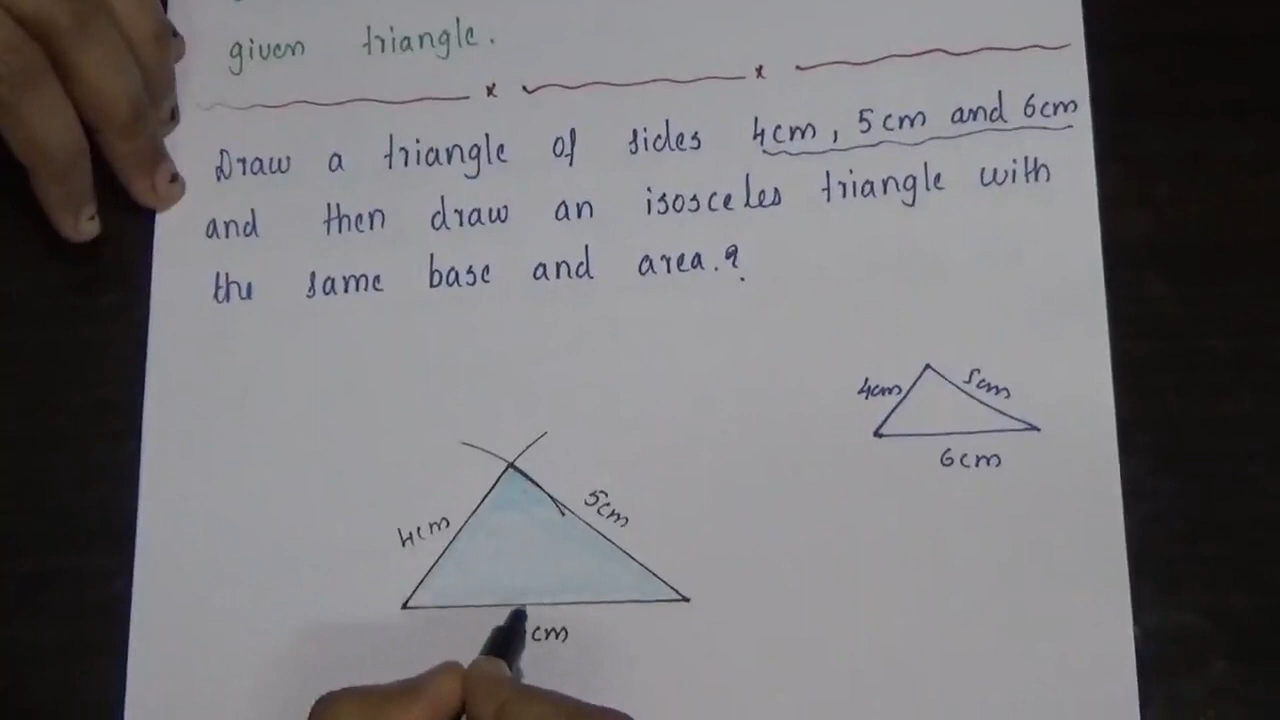 given triangle.
x x
Draw a triangle of sides 4cm, 5cm and 6cm
and then draw an isosceles triangle with
the same base and area.?
4cm 5cm
6cm
4cm 5cm
cm